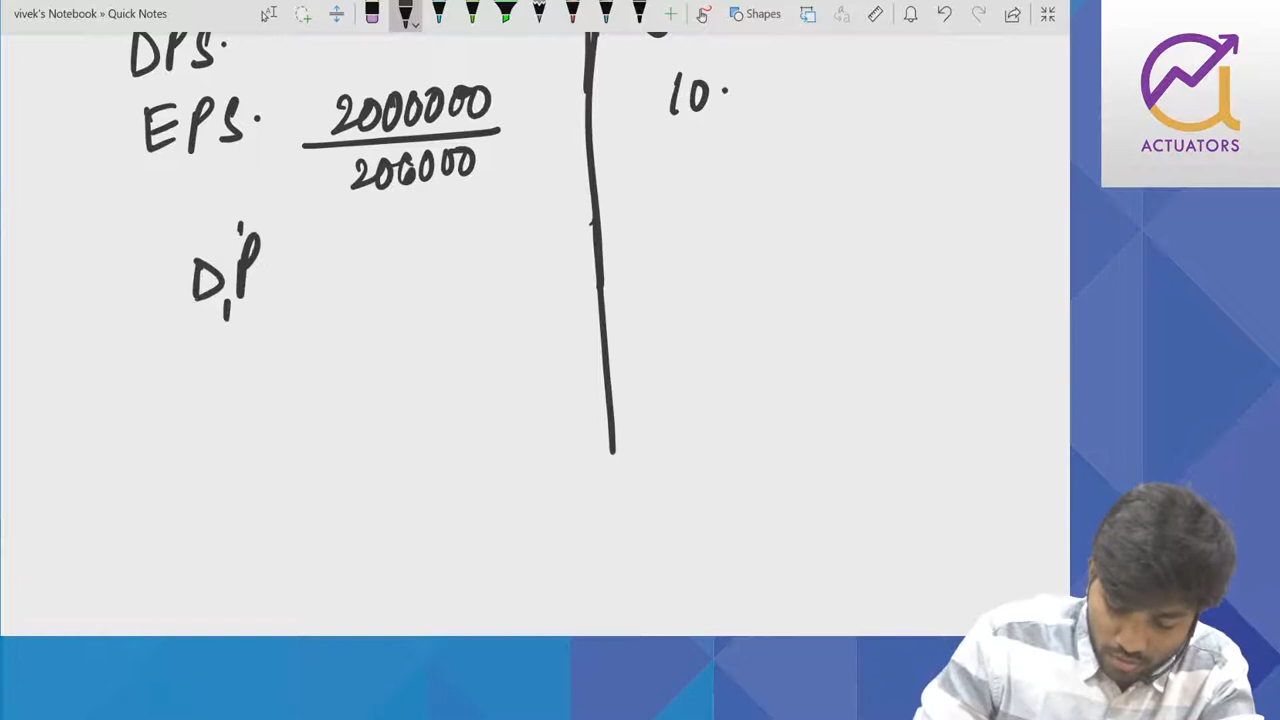 vivek's Notebook » Quick Notes
Shapes
DPS.
EPS. 2000000
200000
10.
D,P
ACTUATORS